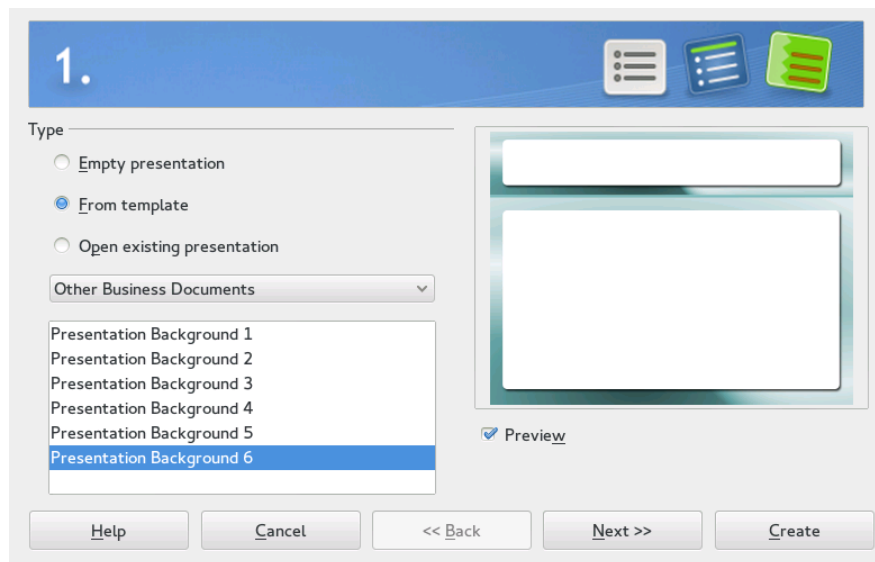 1.
Type
Empty presentation
From template
Open existing presentation
Other Business Documents
Presentation Background 1
Presentation Background 2
Presentation Background 3
Presentation Background 4
Presentation Background 5
Presentation Background 6
Preview
Help
Cancel
<< Back
Next >>
Create